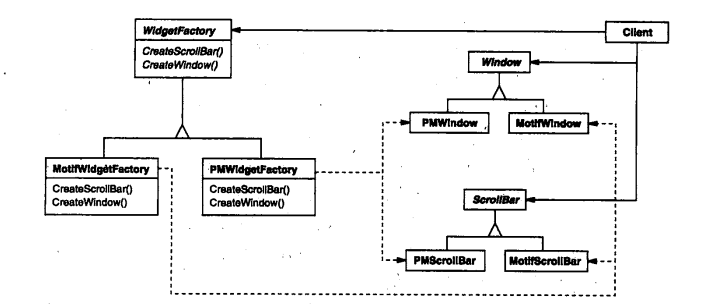 WidgetFactory
CreateScrollBar()
CreateWindow()
Client
Window
PMWindow
MotifWindow
MotifWidgetFactory
CreateScrollBar()
CreateWindow()
PMWidgetFactory
CreateScrollBar()
CreateWindow()
ScrollBar
PMScrollBar
MotifScrollBar